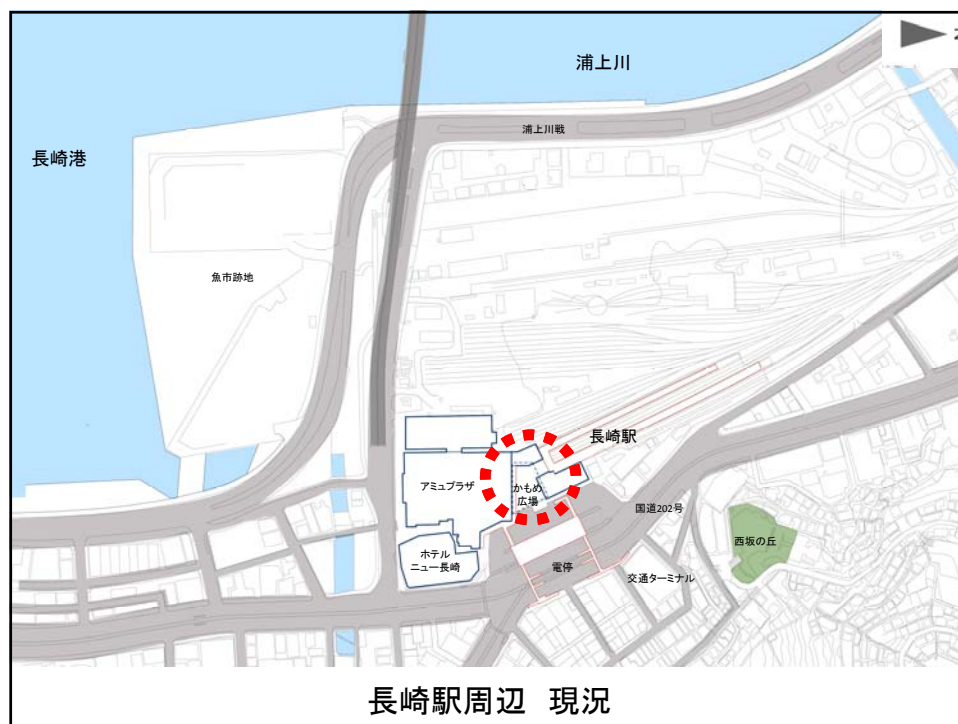 浦上川
浦上川戦
長崎港
魚市跡地
長崎駅
アミュプラザ
かもめ
広場
国道202号
西坂の丘
ホテル
ニュー長崎
電停
交通ターミナル
長崎駅周辺 現況